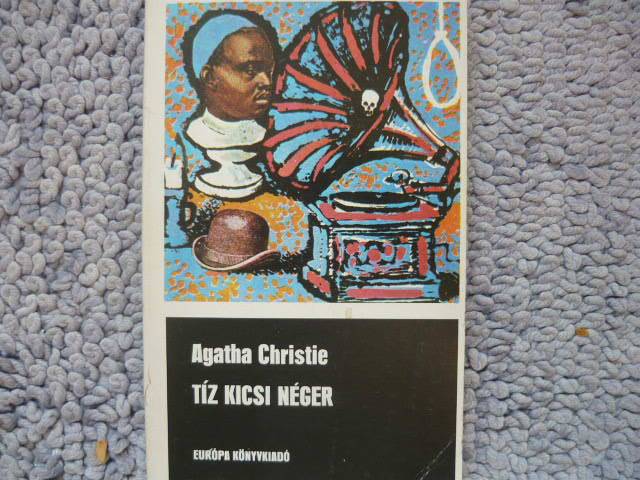 Agatha Christie
TÍZ KICSI NÉGER
EURÓPA KÖNYVKIADÓ